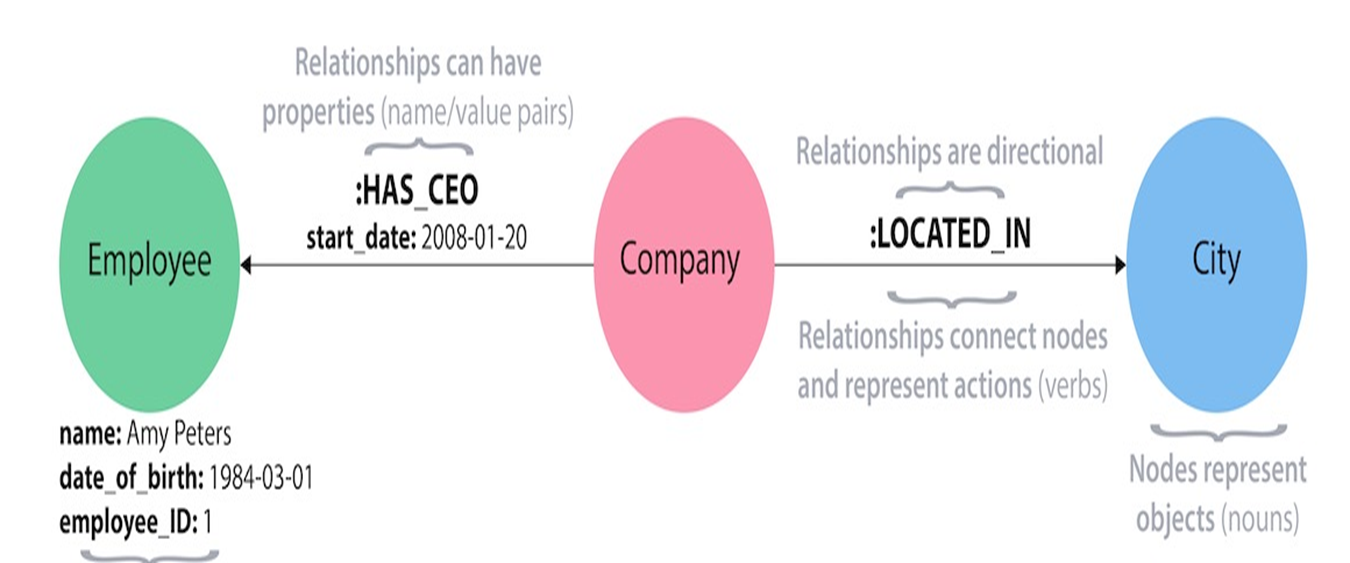 Relationships can have
properties (name/value pairs)
:HAS_CEO
start_date: 2008-01-20
Relationships are directional
:LOCATED_IN
Employee
Company
City
Relationships connect nodes
and represent actions (verbs)
name: Amy Peters
date_of_birth: 1984-03-01
employee_ID: 1
Nodes represent
objects (nouns)